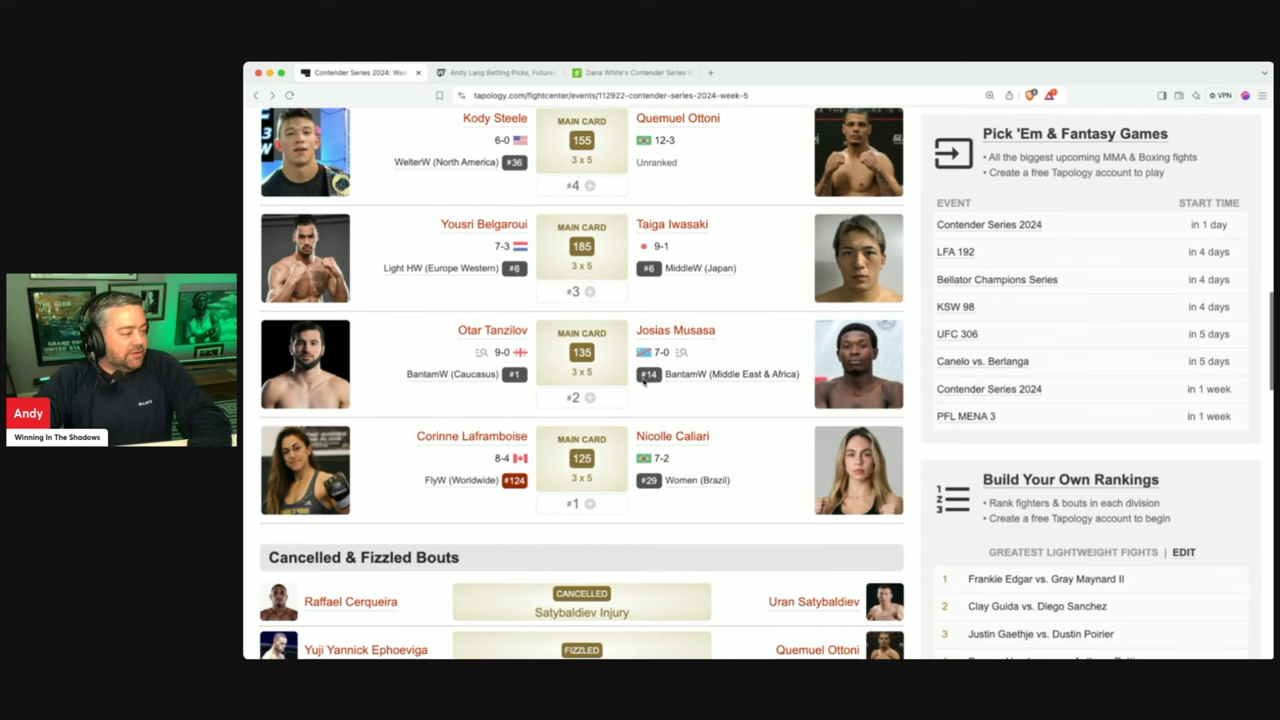 Contender Series 2024: Wee
Andy Lang Betting Picks, Future
Dana White's Contender Series
tapology.com/fightcenter/events/112922-contender-series-2024-week-5
VPN
Kody Steele
MAIN CARD
Quemuel Ottoni
6-0
155
12-3
WelterW (North America) #36
3 x 5
Unranked
#4
Yousri Belgaroui
MAIN CARD
Taiga Iwasaki
7-3
185
9-1
Light HW (Europe Western) #6
3 x 5
#6 MiddleW (Japan)
#3
Otar Tanzilov
MAIN CARD
Josias Musasa
9-0
135
7-0
BantamW (Caucasus) #1
3 x 5
#14 BantamW (Middle East & Africa)
#2
Corinne Laframboise
MAIN CARD
Nicolle Caliari
8-4
125
7-2
FlyW (Worldwide) #124
3 x 5
#29 Women (Brazil)
#1
Cancelled & Fizzled Bouts
Raffael Cerqueira
CANCELLED
Satybaldiev Injury
Uran Satybaldiev
Yuji Yannick Ephoeviga
FIZZLED
Quemuel Ottoni
Pick 'Em & Fantasy Games
• All the biggest upcoming MMA & Boxing fights
• Create a free Tapology account to play
EVENT START TIME
Contender Series 2024 in 1 day
LFA 192 in 4 days
Bellator Champions Series in 4 days
KSW 98 in 4 days
UFC 306 in 5 days
Canelo vs. Berlanga in 5 days
Contender Series 2024 in 1 week
PFL MENA 3 in 1 week
Build Your Own Rankings
• Rank fighters & bouts in each division
• Create a free Tapology account to begin
GREATEST LIGHTWEIGHT FIGHTS | EDIT
1 Frankie Edgar vs. Gray Maynard II
2 Clay Guida vs. Diego Sanchez
3 Justin Gaethje vs. Dustin Poirier
Andy
Winning In The Shadows